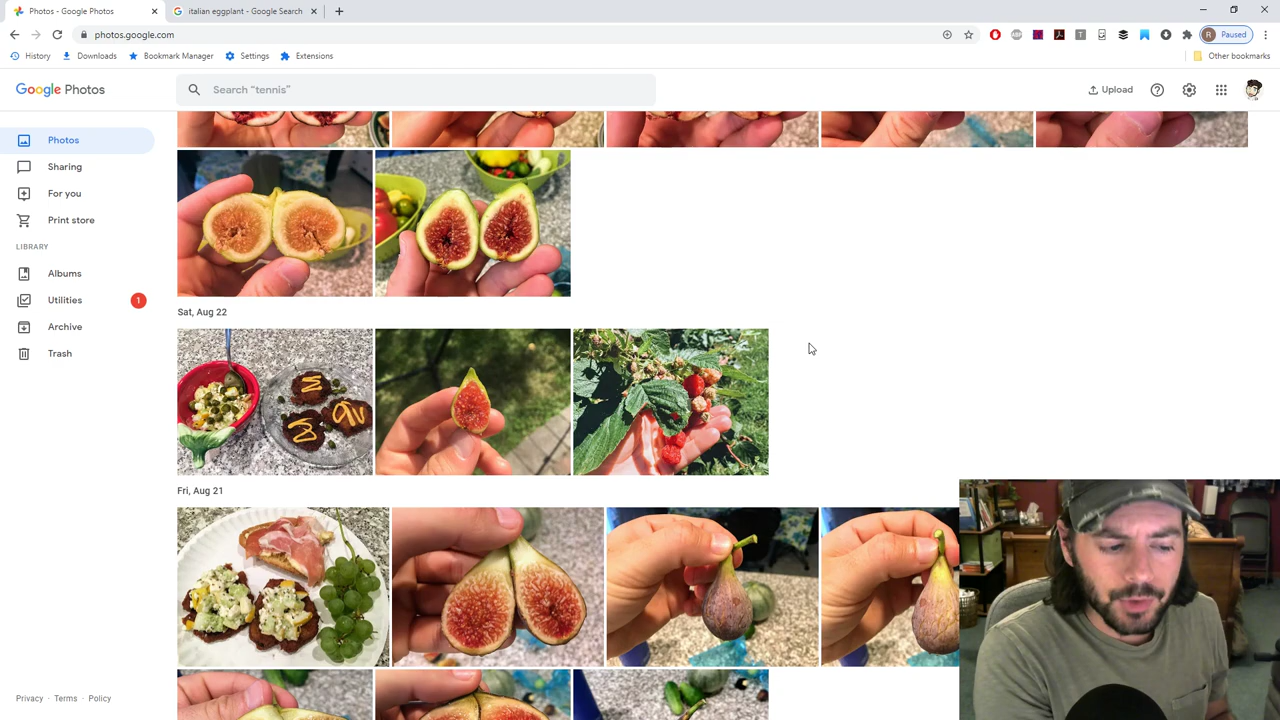 Photos - Google Photos
italian eggplant - Google Search
photos.google.com
R Paused
History
Downloads
Bookmark Manager
Settings
Extensions
Other bookmarks
Google Photos
Search “tennis”
Upload
Photos
Sharing
For you
Print store
LIBRARY
Albums
Utilities
1
Archive
Trash
Sat, Aug 22
Fri, Aug 21
Privacy · Terms · Policy